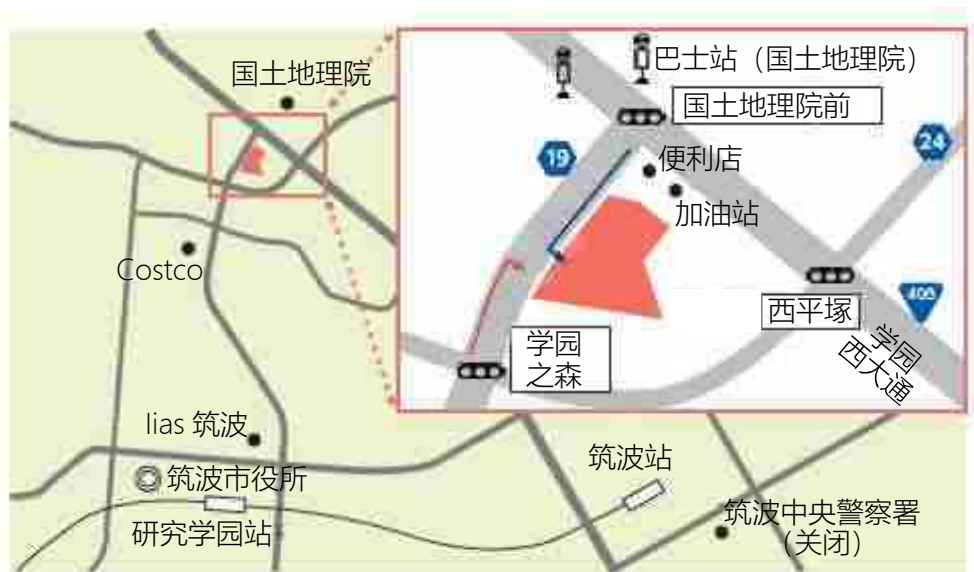 国土地理院
巴士站（国土地理院）
国土地理院前
19
24
便利店
加油站
Costco
西平塚
408
学园
西大通
学园
之森
lias 筑波
筑波市役所
筑波站
研究学园站
筑波中央警察署
（关闭）